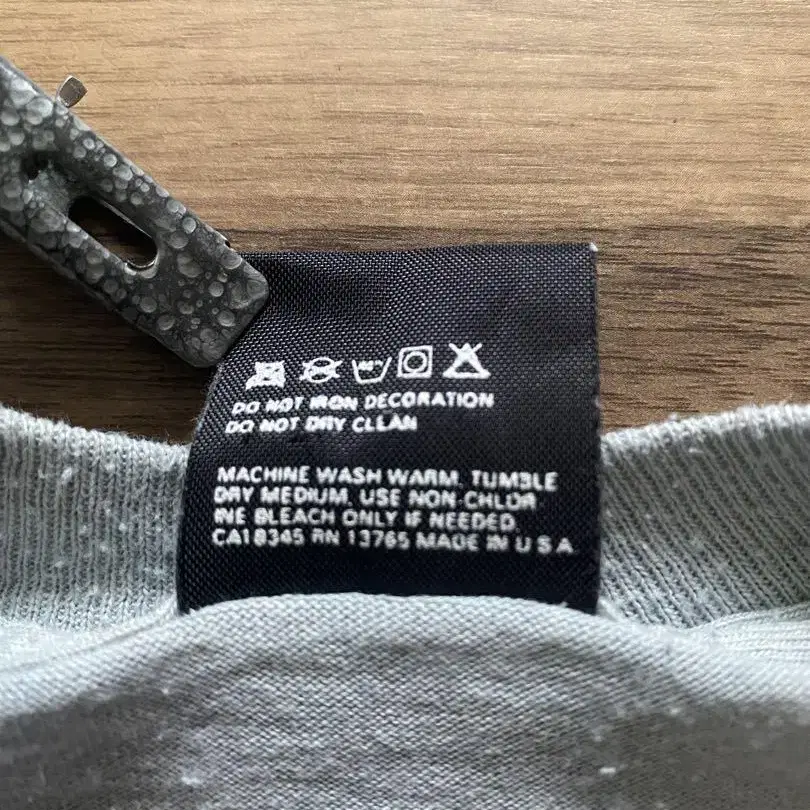 DO NOT IRON DECORATION
DO NOT DRY CLEAN
MACHINE WASH WARM. TUMBLE
DRY MEDIUM. USE NON-CHLOR
INE BLEACH ONLY IF NEEDED.
CA18345 RN 13765 MADE IN U S A